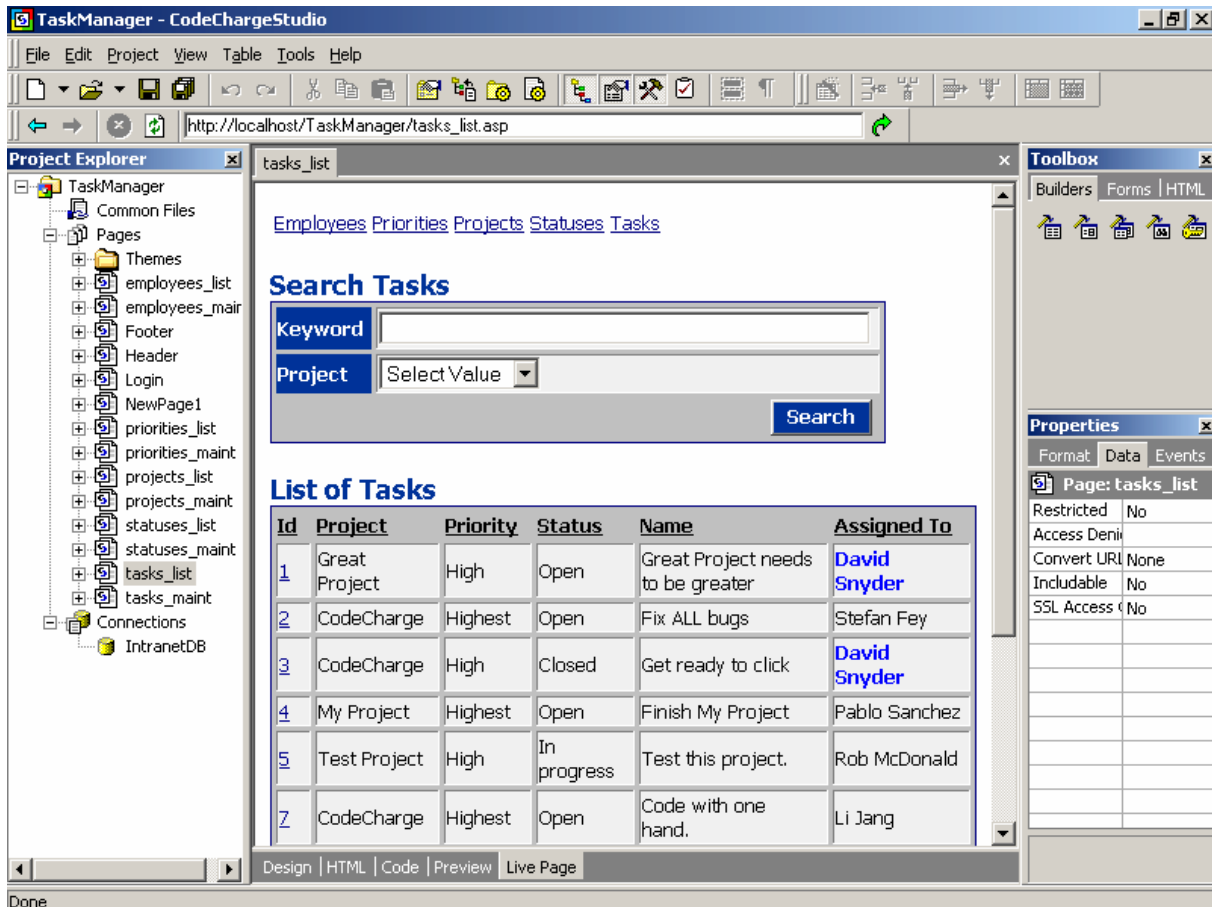 TaskManager - CodeChargeStudio
File Edit Project View Table Tools Help
http://localhost/TaskManager/tasks_list.asp
Project Explorer
TaskManager
Common Files
Pages
Themes
employees_list
employees_main
Footer
Header
Login
NewPage1
priorities_list
priorities_maint
projects_list
projects_maint
statuses_list
statuses_maint
tasks_list
tasks_maint
Connections
IntranetDB
tasks_list
Employees Priorities Projects Statuses Tasks
Search Tasks
Keyword
Project Select Value
Search
List of Tasks
Id Project Priority Status Name Assigned To
1 Great Project High Open Great Project needs to be greater David Snyder
2 CodeCharge Highest Open Fix ALL bugs Stefan Fey
3 CodeCharge High Closed Get ready to click David Snyder
4 My Project Highest Open Finish My Project Pablo Sanchez
5 Test Project High In progress Test this project. Rob McDonald
7 CodeCharge Highest Open Code with one hand. Li Jang
Design HTML Code Preview Live Page
Toolbox
Builders Forms HTML
Properties
Format Data Events
Page: tasks_list
Restricted No
Access Deni
Convert URL None
Includable No
SSL Access No
Done